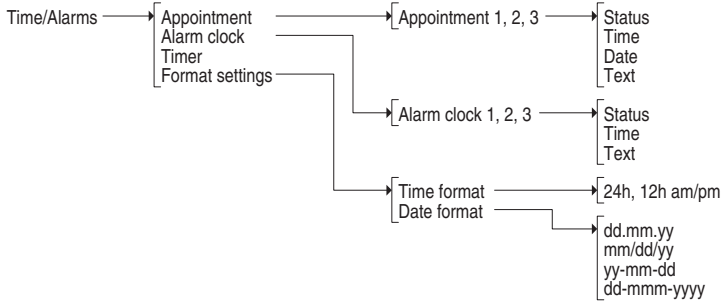 Time/Alarms
Appointment
Alarm clock
Timer
Format settings
Appointment 1, 2, 3
Status
Time
Date
Text
Alarm clock 1, 2, 3
Status
Time
Text
Time format
Date format
24h, 12h am/pm
dd.mm.yy
mm/dd/yy
yy-mm-dd
dd-mmm-yyyy